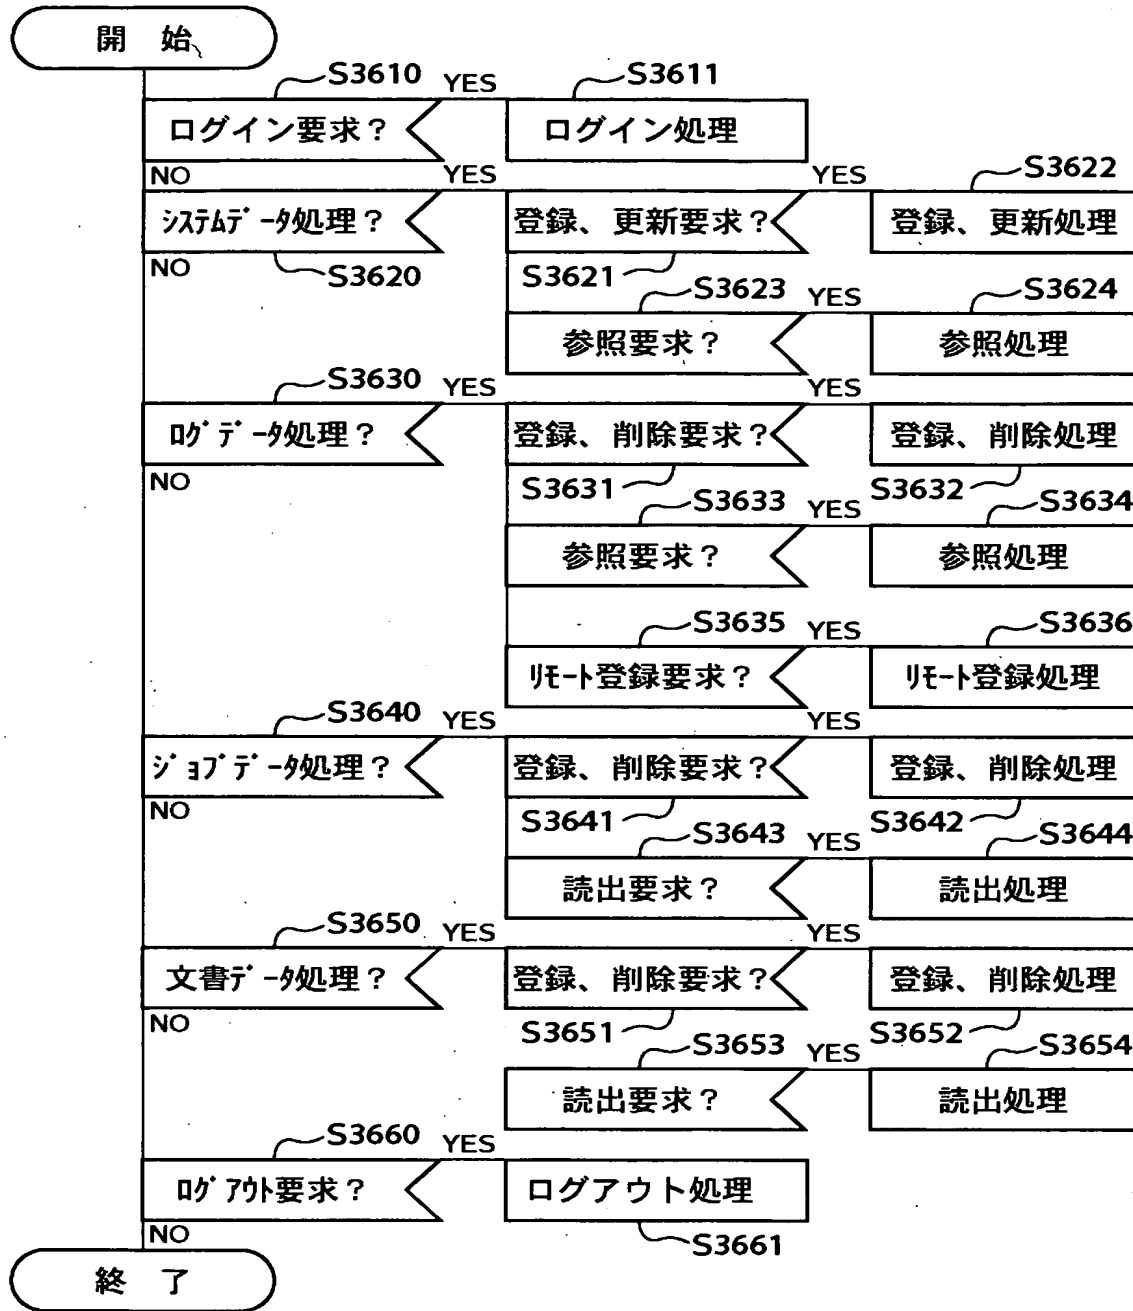 開 始
S3610 YES S3611
ログイン要求? ログイン処理
NO YES YES S3622
システムデータ処理? 登録、更新要求? 登録、更新処理
NO S3620 S3621 S3623 YES S3624
参照要求? 参照処理
S3630 YES YES
ログデータ処理? 登録、削除要求? 登録、削除処理
NO S3631 S3633 YES S3632 S3634
参照要求? 参照処理
S3635 YES S3636
リモート登録要求? リモート登録処理
S3640 YES YES
ジョブデータ処理? 登録、削除要求? 登録、削除処理
NO S3641 S3643 YES S3642 S3644
読出要求? 読出処理
S3650 YES YES
文書データ処理? 登録、削除要求? 登録、削除処理
NO S3651 S3653 YES S3652 S3654
読出要求? 読出処理
S3660 YES
ログアウト要求? ログアウト処理
NO S3661
終 了